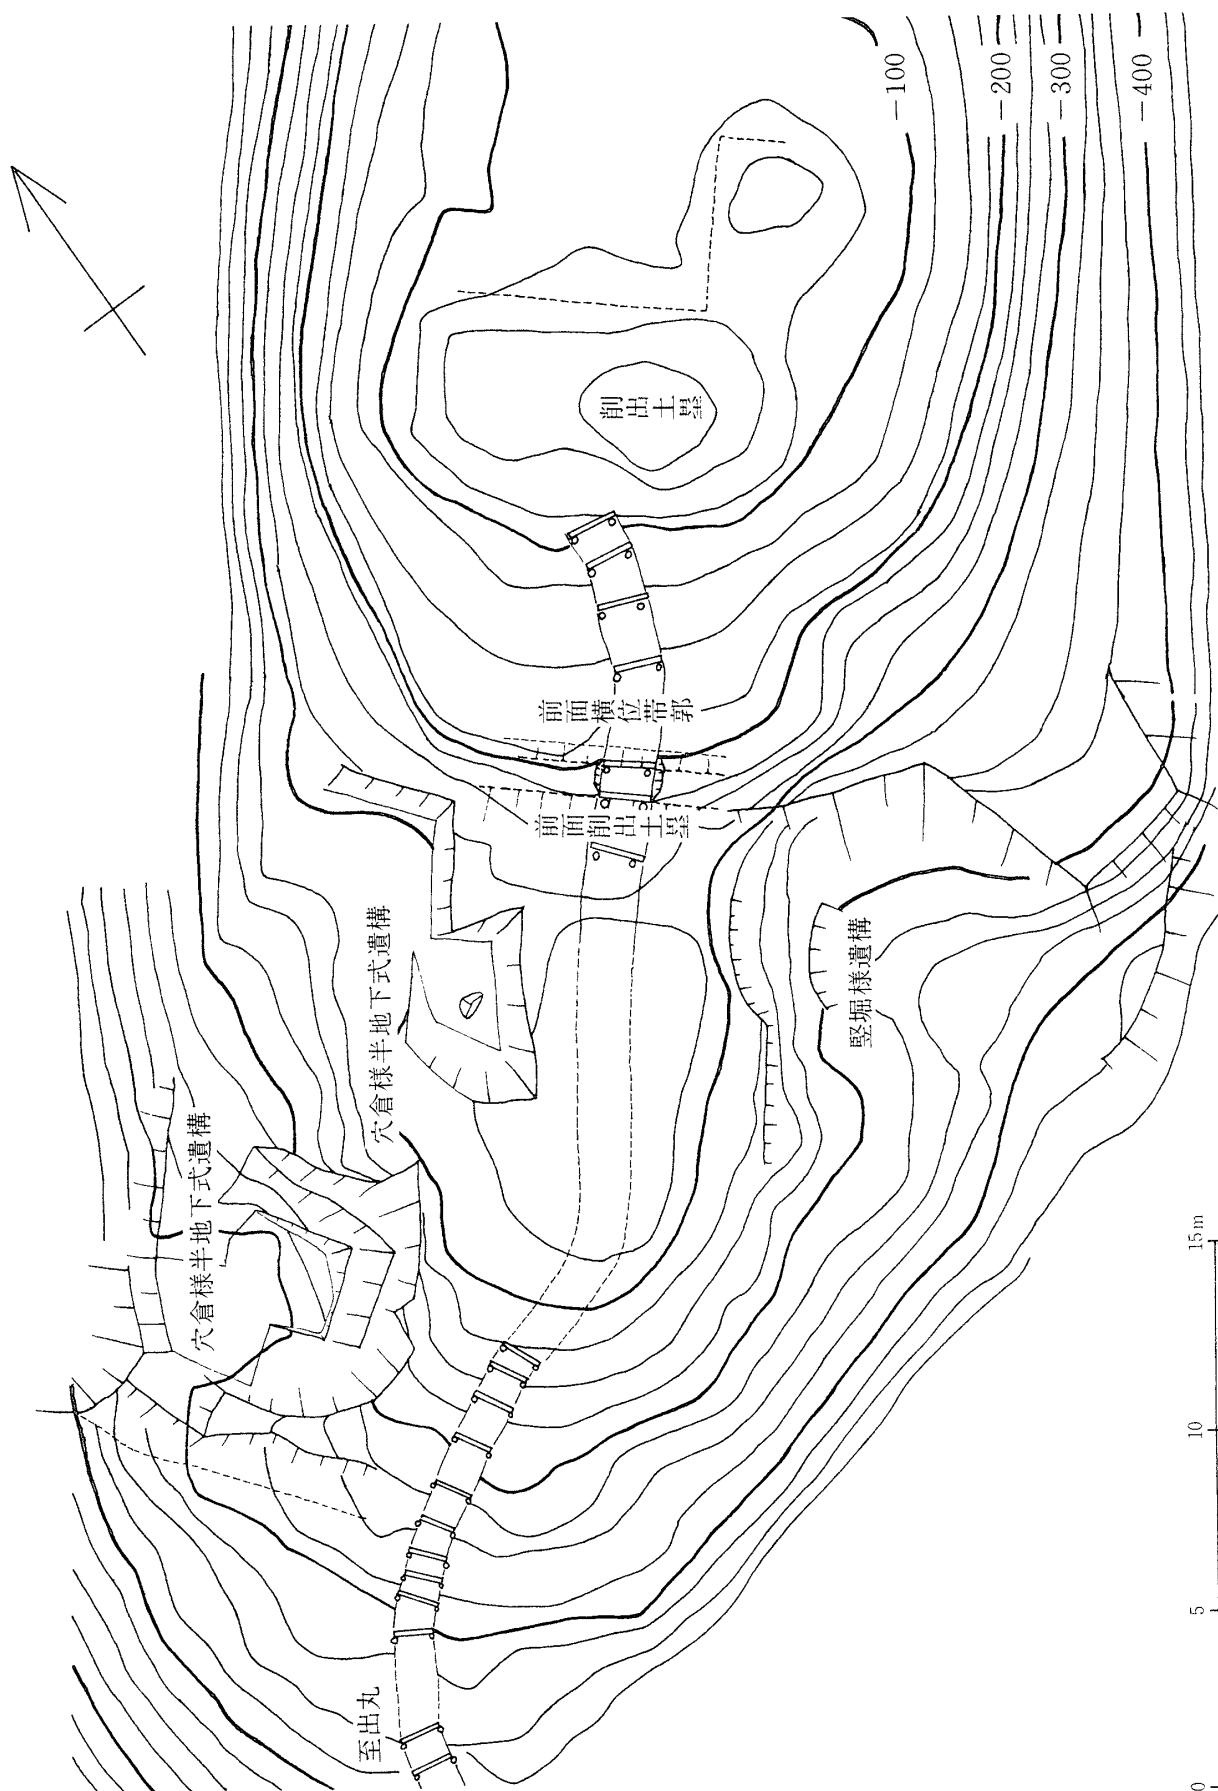 削出土塁
前面横位帯郭
前面削出土塁
穴倉様半地下式遺構
穴倉様半地下式遺構
竪堀様遺構
至出丸
-100
-200
-300
-400
0
5
10
15m